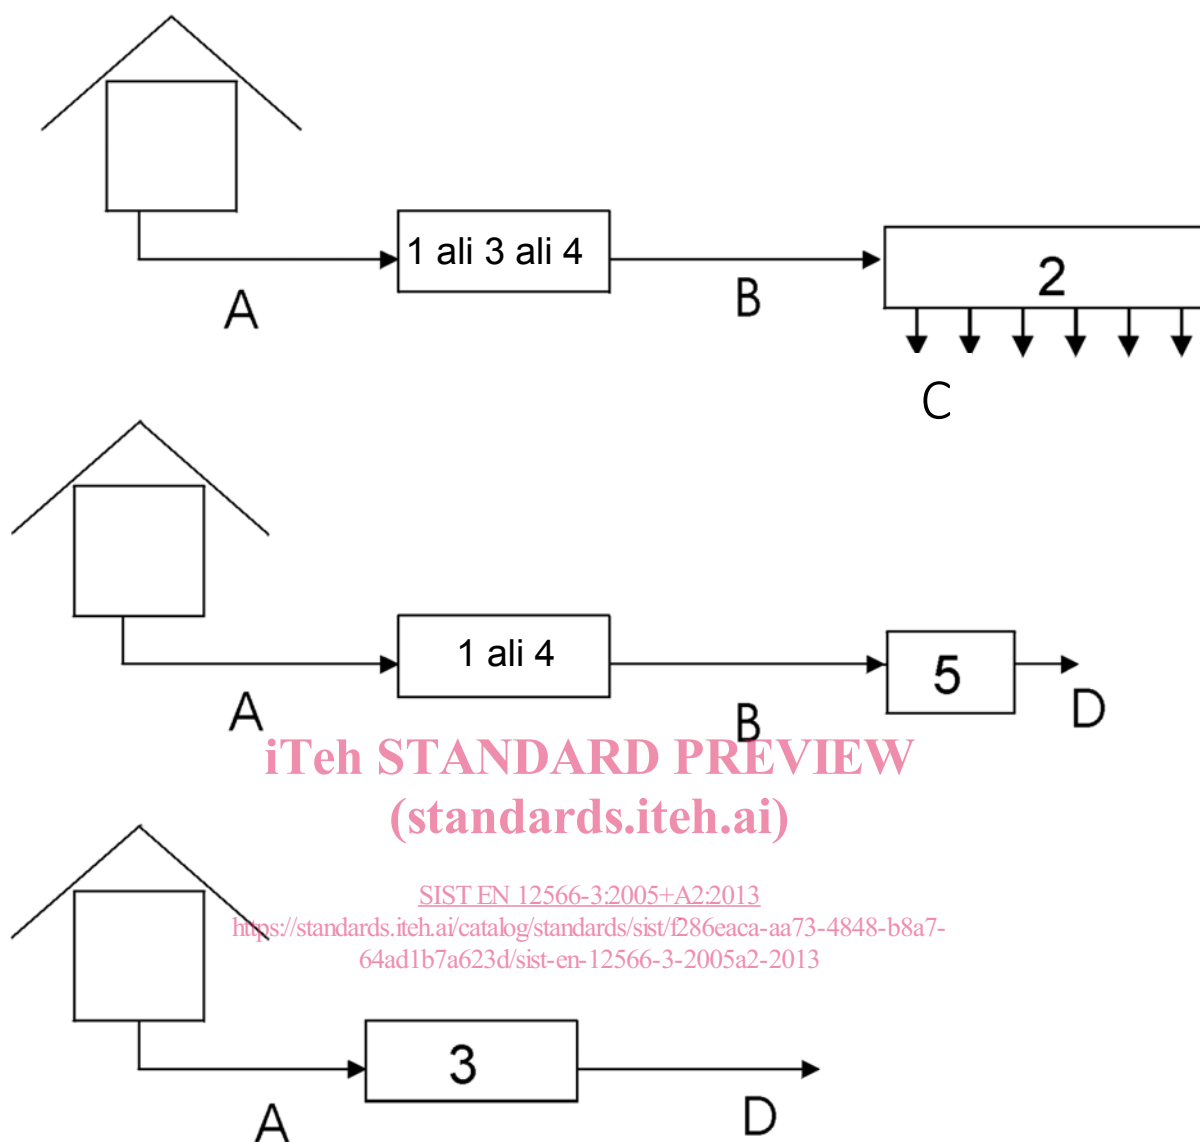 1 ali 3 ali 4
2
A
B
C
1 ali 4
5
A
B
D
iTeh STANDARD PREVIEW
(standards.iteh.ai)
SIST EN 12566-3:2005+A2:2013
https://standards.iteh.ai/catalog/standards/sist/f286eaca-aa73-4848-b8a7-
64ad1b7a623d/sist-en-12566-3-2005a2-2013
3
A
D